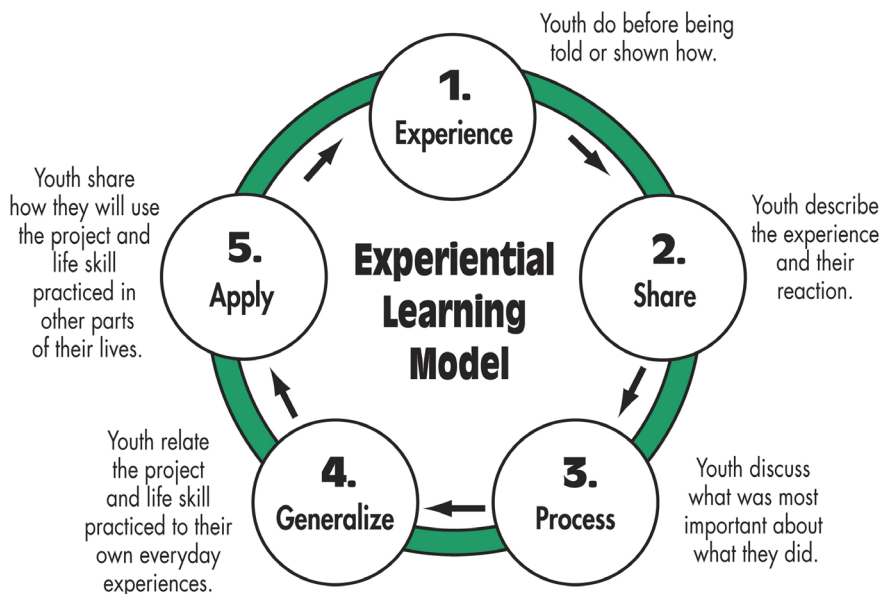 Youth do before being
told or shown how.
1.
Experience
Youth describe
the experience
and their
reaction.
2.
Share
Youth discuss
what was most
important about
what they did.
3.
Process
Youth relate
the project
and life skill
practiced to their
own everyday
experiences.
4.
Generalize
Youth share
how they will use
the project and
life skill
practiced in
other parts
of their lives.
5.
Apply
Experiential
Learning
Model